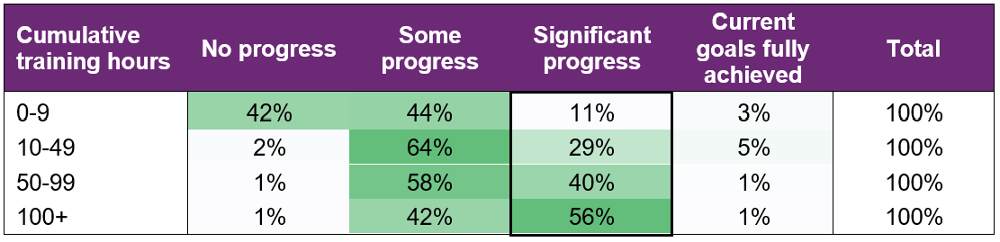 Cumulative training hours No progress Some progress Significant progress Current goals fully achieved Total
0-9 42% 44% 11% 3% 100%
10-49 2% 64% 29% 5% 100%
50-99 1% 58% 40% 1% 100%
100+ 1% 42% 56% 1% 100%